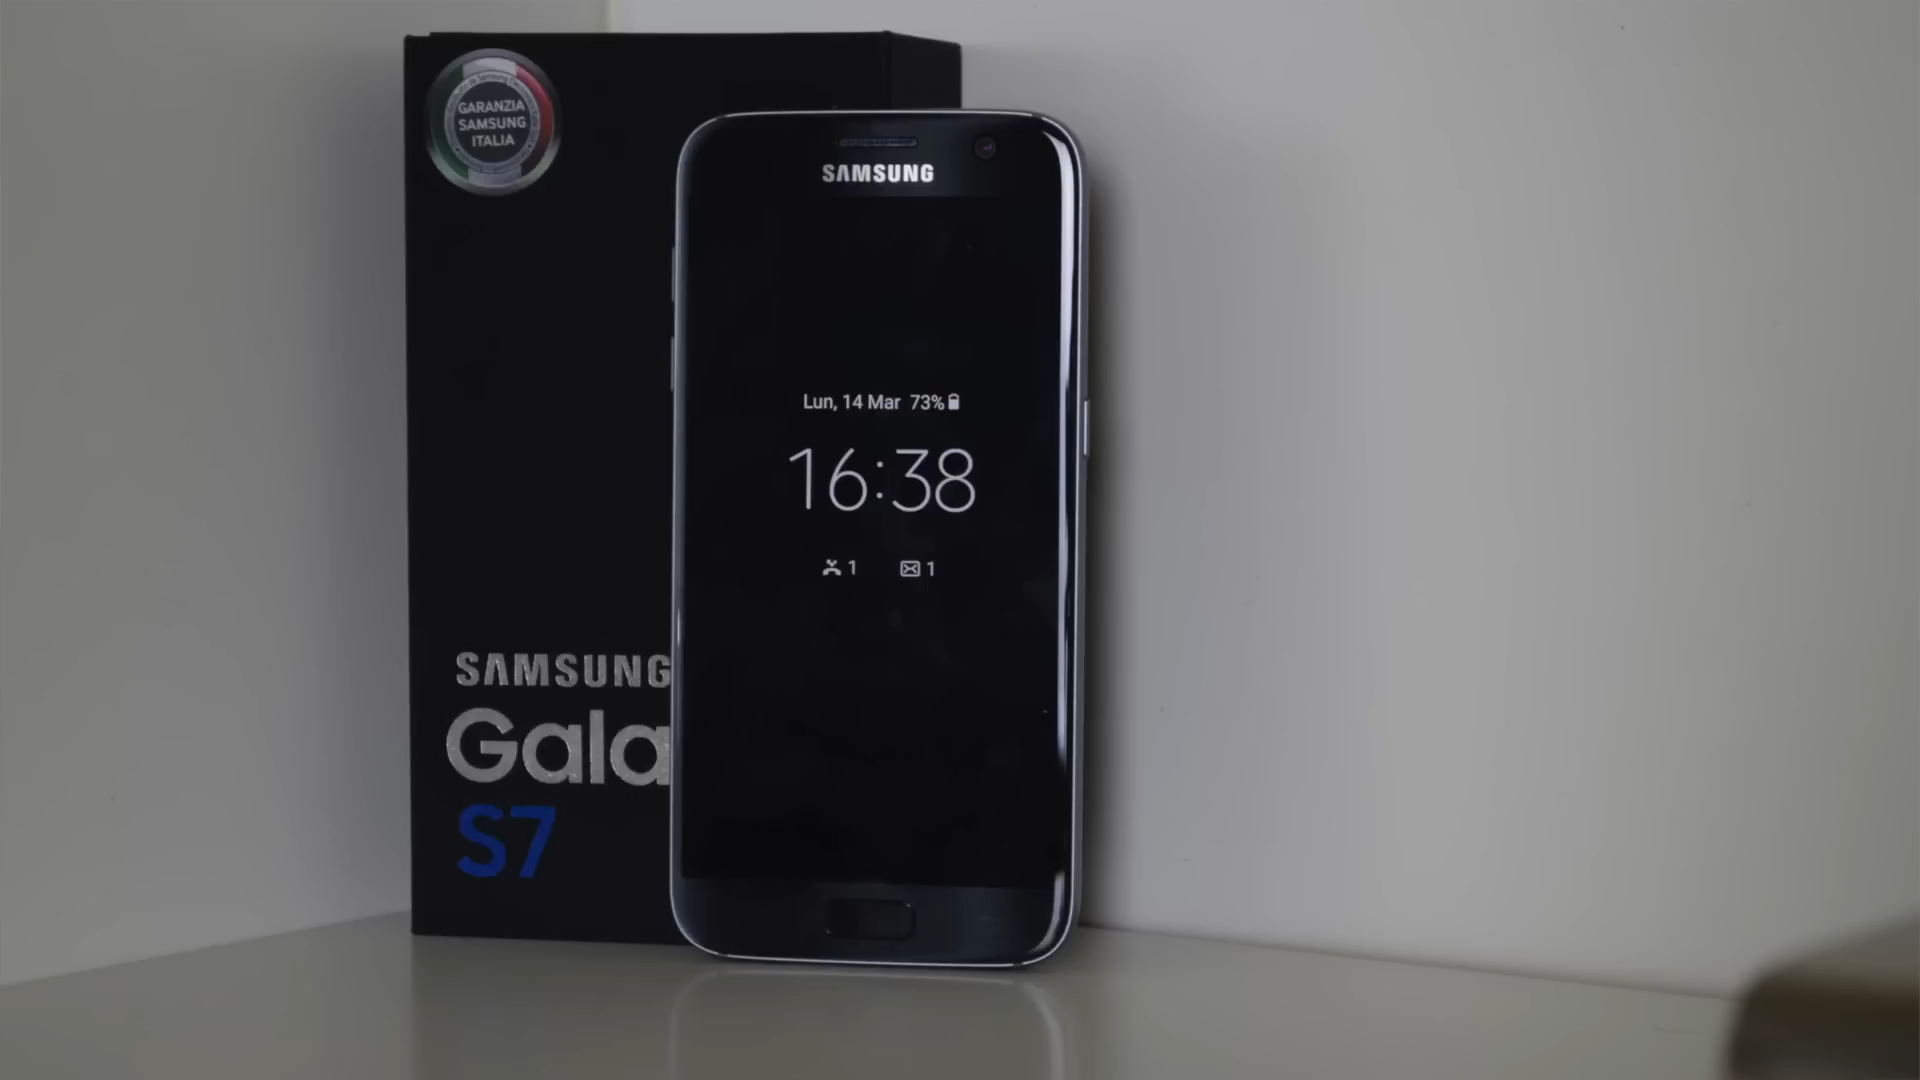 GARANZIA
SAMSUNG
ITALIA
SAMSUNG
Lun, 14 Mar 73%
16:38
1 1
SAMSUNG
Gala
S7